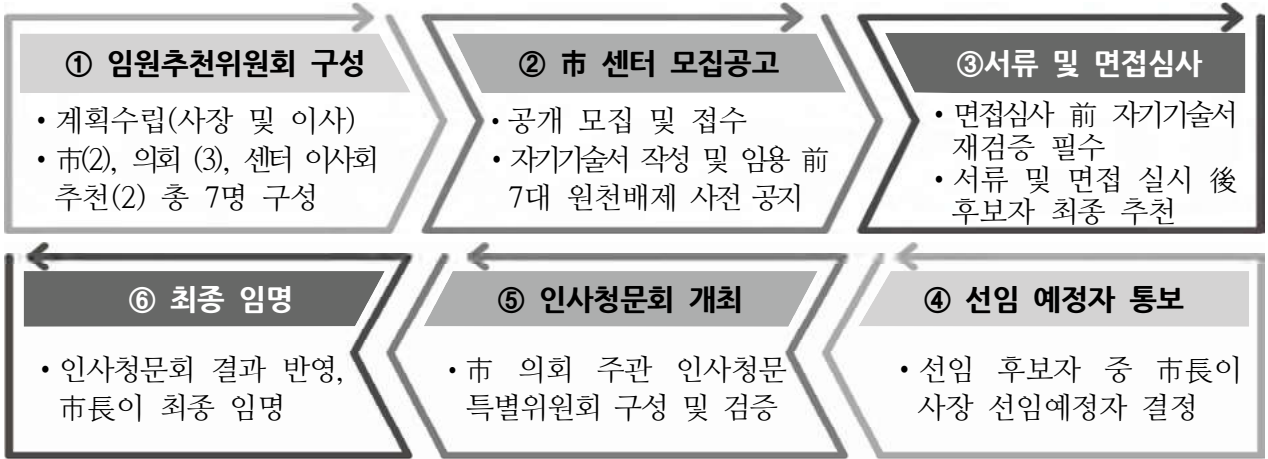 ① 임원추천위원회 구성
• 계획수립(사장 및 이사)
• 市(2), 의회 (3), 센터 이사회
추천(2) 총 7명 구성
② 市 센터 모집공고
• 공개 모집 및 접수
• 자기기술서 작성 및 임용 前
7대 원천배제 사전 공지
③서류 및 면접심사
• 면접심사 前 자기기술서
재검증 필수
• 서류 및 면접 실시 後
후보자 최종 추천
④ 선임 예정자 통보
• 선임 후보자 중 市長이
사장 선임예정자 결정
⑤ 인사청문회 개최
• 市 의회 주관 인사청문
특별위원회 구성 및 검증
⑥ 최종 임명
• 인사청문회 결과 반영,
市長이 최종 임명